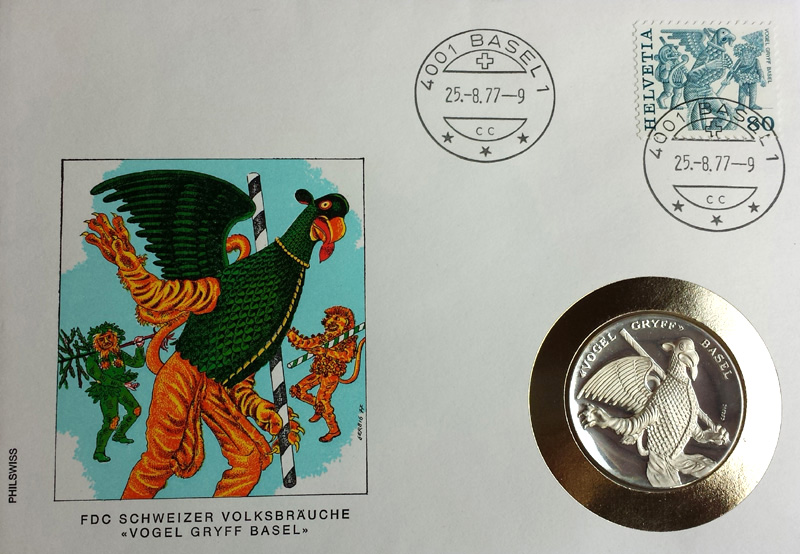 4001 BASEL 1
25.-8.77-9
CC
HELVETIA
VOGEL GRYFF BASEL
80
4001 BASEL 1
25.-8.77-9
CC
«VOGEL GRYFF» BASEL
PHILSWISS
FDC SCHWEIZER VOLKSBRÄUCHE
«VOGEL GRYFF BASEL»